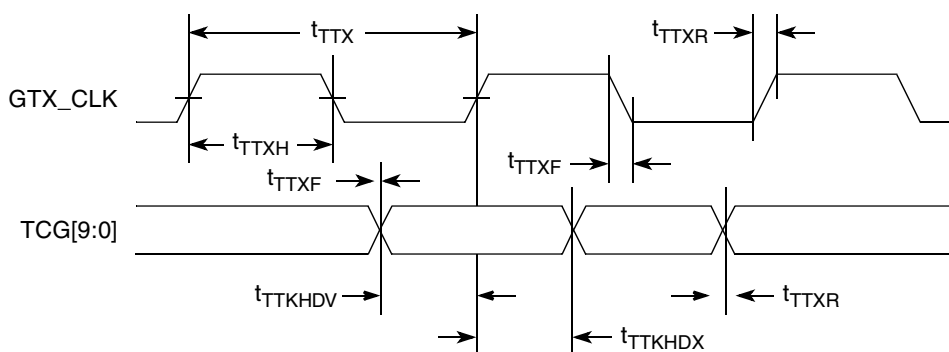 tTTX
tTTXR
GTX_CLK
tTTXH
tTTXF
tTTXF
TCG[9:0]
tTTKHDV
tTTXR
tTTKHDX